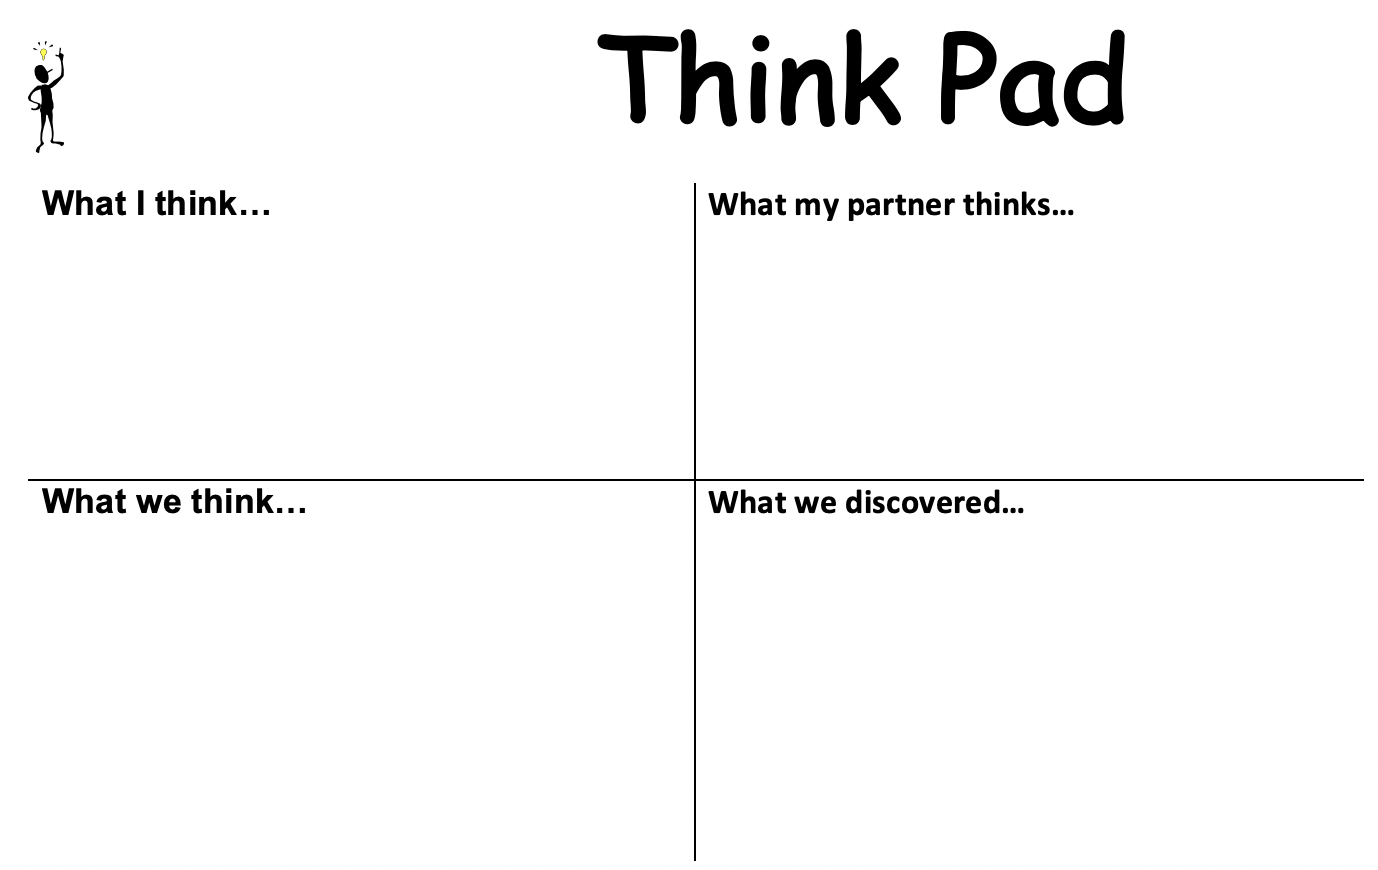 Think Pad
What I think…
What my partner thinks…
What we think…
What we discovered…